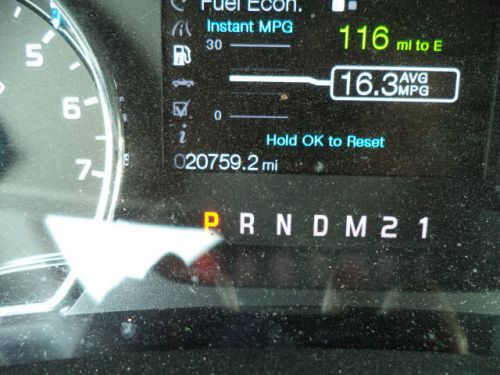 Fuel Econ.
Instant MPG
30
116 mi to E
16.3 AVG MPG
0
Hold OK to Reset
020759.2 mi
P R N D M 2 1
5
6
7
i